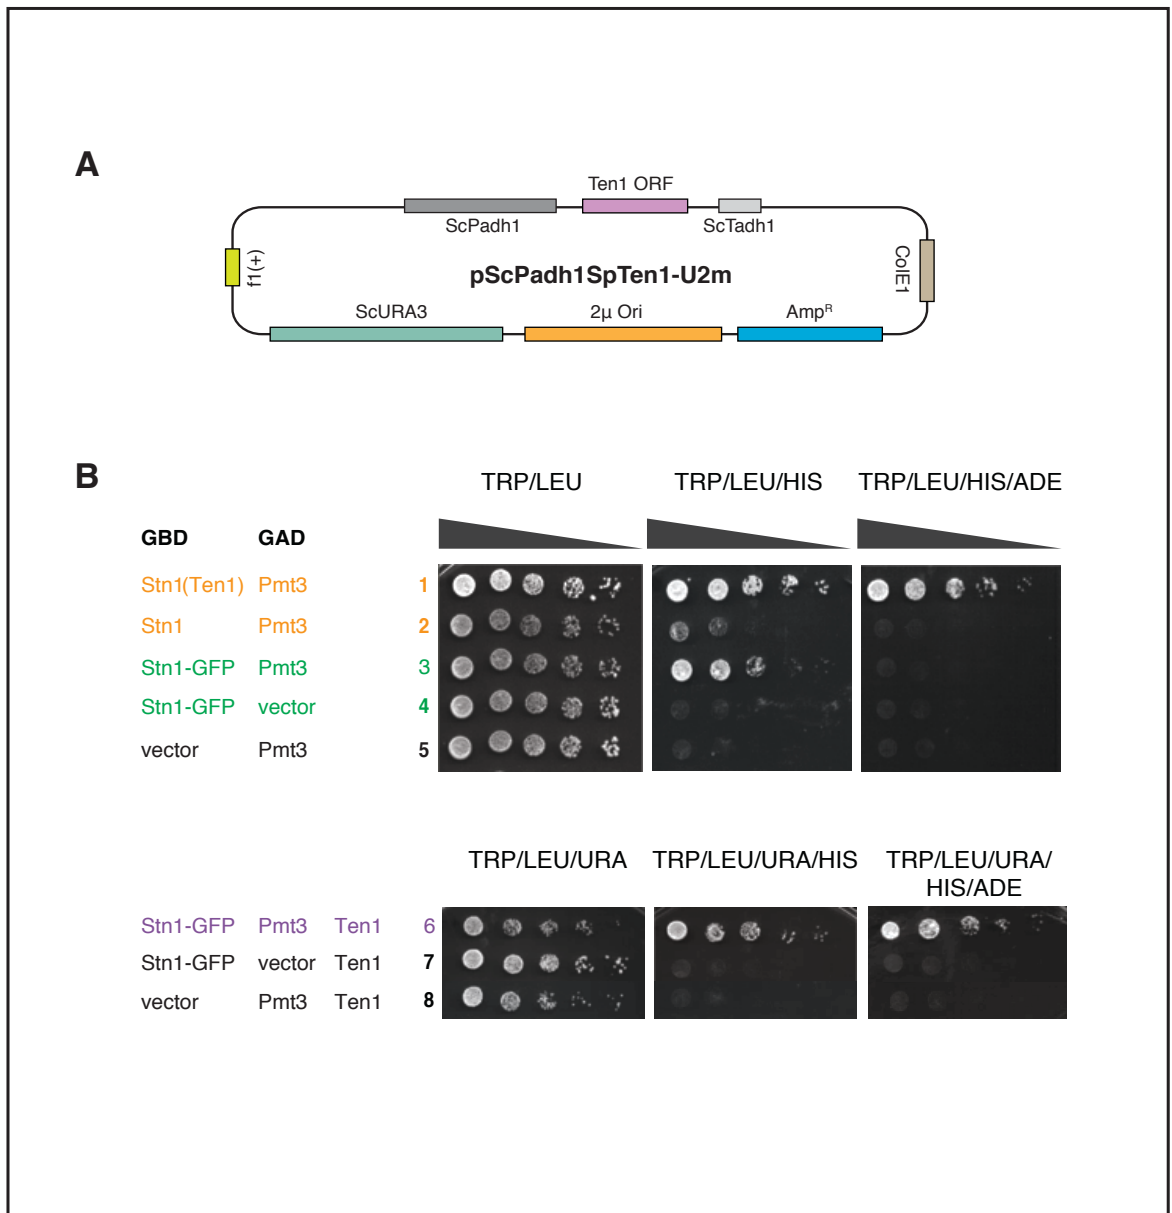 A
Ten1 ORF
ScPadh1
ScTadh1
f1(+)
pScPadh1SpTen1-U2m
ColE1
ScURA3
2μ Ori
AmpR
B
TRP/LEU
TRP/LEU/HIS
TRP/LEU/HIS/ADE
GBD GAD
Stn1(Ten1) Pmt3 1
Stn1 Pmt3 2
Stn1-GFP Pmt3 3
Stn1-GFP vector 4
vector Pmt3 5
TRP/LEU/URA
TRP/LEU/URA/HIS
TRP/LEU/URA/
HIS/ADE
Stn1-GFP Pmt3 Ten1 6
Stn1-GFP vector Ten1 7
vector Pmt3 Ten1 8